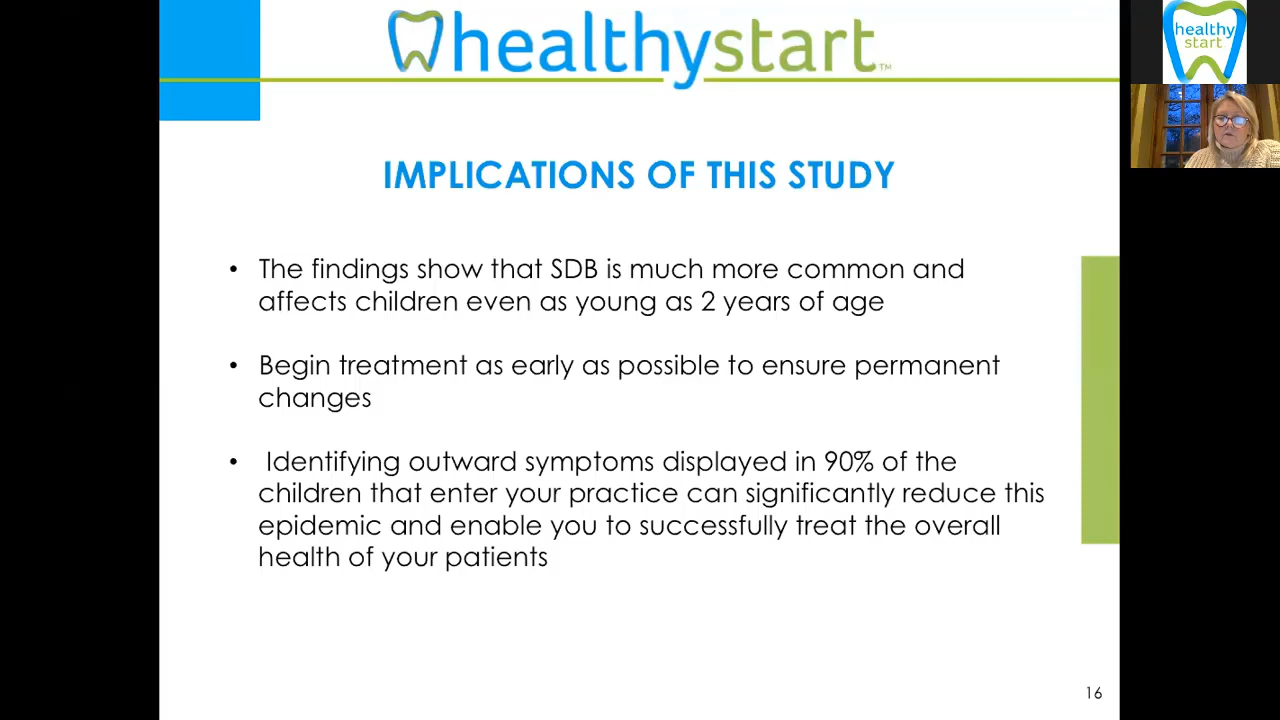 healthystart™
healthy
start
IMPLICATIONS OF THIS STUDY
• The findings show that SDB is much more common and
affects children even as young as 2 years of age
• Begin treatment as early as possible to ensure permanent
changes
• Identifying outward symptoms displayed in 90% of the
children that enter your practice can significantly reduce this
epidemic and enable you to successfully treat the overall
health of your patients
16